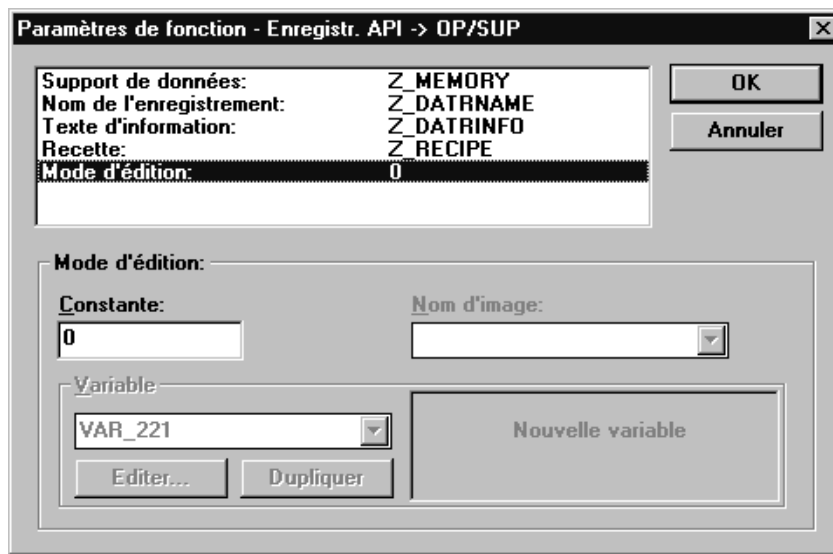 Paramètres de fonction - Enregistr. API -> OP/SUP
Support de données: Z_MEMORY
Nom de l'enregistrement: Z_DATRNAME
Texte d'information: Z_DATRINFO
Recette: Z_RECIPE
Mode d'édition: 0
OK
Annuler
Mode d'édition:
Constante: Nom d'image:
0
Variable
VAR_221
Nouvelle variable
Editer... Dupliquer